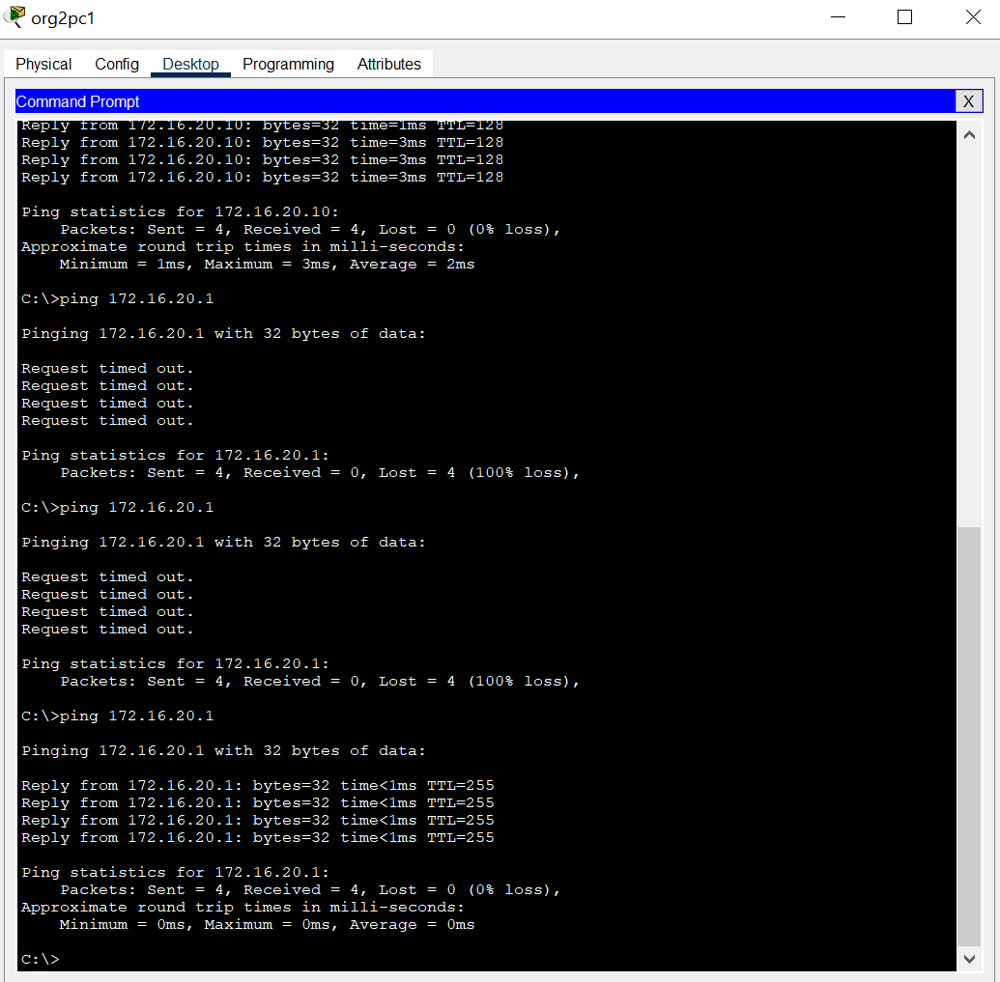 org2pc1
Physical Config Desktop Programming Attributes
Command Prompt
X
Reply from 172.16.20.10: bytes=32 time=1ms TTL=128
Reply from 172.16.20.10: bytes=32 time=3ms TTL=128
Reply from 172.16.20.10: bytes=32 time=3ms TTL=128
Reply from 172.16.20.10: bytes=32 time=3ms TTL=128
Ping statistics for 172.16.20.10:
Packets: Sent = 4, Received = 4, Lost = 0 (0% loss),
Approximate round trip times in milli-seconds:
Minimum = 1ms, Maximum = 3ms, Average = 2ms
C:\>ping 172.16.20.1
Pinging 172.16.20.1 with 32 bytes of data:
Request timed out.
Request timed out.
Request timed out.
Request timed out.
Ping statistics for 172.16.20.1:
Packets: Sent = 4, Received = 0, Lost = 4 (100% loss),
C:\>ping 172.16.20.1
Pinging 172.16.20.1 with 32 bytes of data:
Request timed out.
Request timed out.
Request timed out.
Request timed out.
Ping statistics for 172.16.20.1:
Packets: Sent = 4, Received = 0, Lost = 4 (100% loss),
C:\>ping 172.16.20.1
Pinging 172.16.20.1 with 32 bytes of data:
Reply from 172.16.20.1: bytes=32 time<1ms TTL=255
Reply from 172.16.20.1: bytes=32 time<1ms TTL=255
Reply from 172.16.20.1: bytes=32 time<1ms TTL=255
Reply from 172.16.20.1: bytes=32 time<1ms TTL=255
Ping statistics for 172.16.20.1:
Packets: Sent = 4, Received = 4, Lost = 0 (0% loss),
Approximate round trip times in milli-seconds:
Minimum = 0ms, Maximum = 0ms, Average = 0ms
C:\>